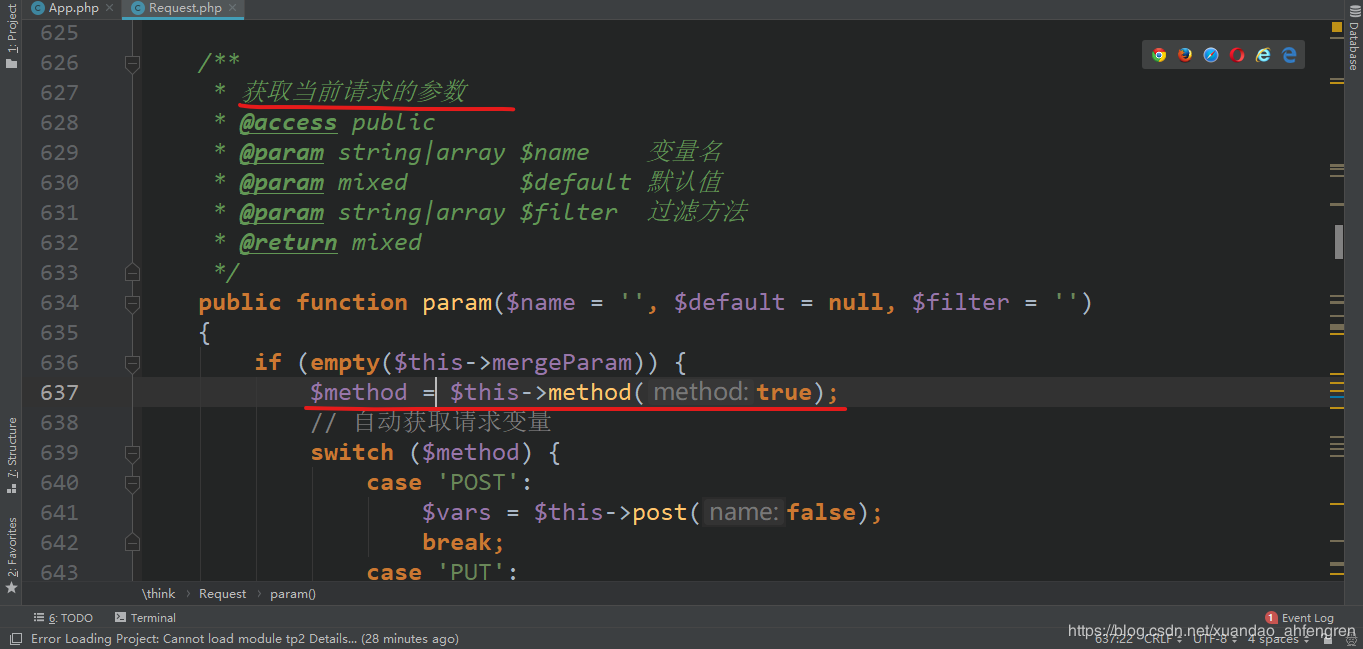 App.php
Request.php
1: Project
Database
625
626 /**
627 * 获取当前请求的参数
628 * @access public
629 * @param string|array $name 变量名
630 * @param mixed $default 默认值
631 * @param string|array $filter 过滤方法
632 * @return mixed
633 */
634 public function param($name = '', $default = null, $filter = '')
635 {
636 if (empty($this->mergeParam)) {
637 $method = $this->method( method: true);
638 // 自动获取请求变量
639 switch ($method) {
640 case 'POST':
641 $vars = $this->post( name: false);
642 break;
643 case 'PUT':
7: Structure
2: Favorites
\think › Request › param()
6: TODO
Terminal
1 Event Log
Error Loading Project: Cannot load module tp2 Details... (28 minutes ago)
637:22 CRLF UTF-8 4 spaces
https://blog.csdn.net/xuandao_ahfengren